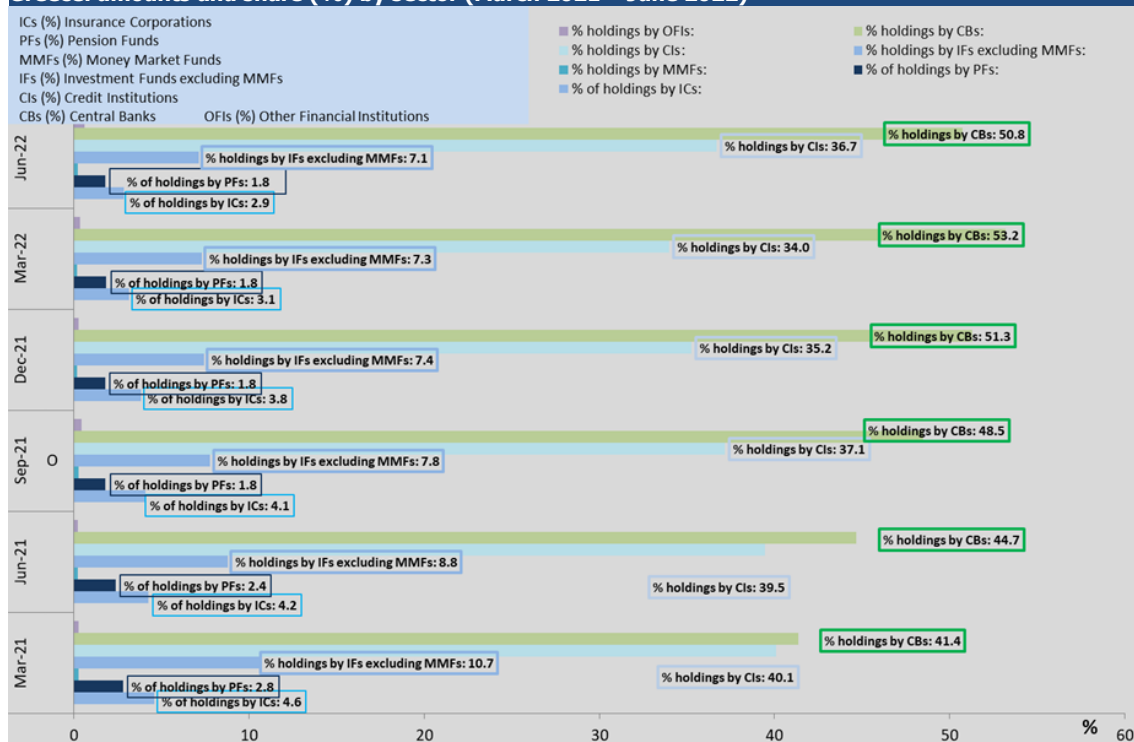 amounts and share (%) by sector (March 2021 – June 2022)
ICs (%) Insurance Corporations
PFs (%) Pension Funds
MMFs (%) Money Market Funds
IFs (%) Investment Funds excluding MMFs
CIs (%) Credit Institutions
CBs (%) Central Banks OFIs (%) Other Financial Institutions
% holdings by OFIs:
% holdings by CBs:
% holdings by CIs:
% holdings by IFs excluding MMFs:
% holdings by MMFs:
% of holdings by PFs:
% of holdings by ICs:
Jun-22
% holdings by CBs: 50.8
% holdings by CIs: 36.7
% holdings by IFs excluding MMFs: 7.1
% of holdings by PFs: 1.8
% of holdings by ICs: 2.9
Mar-22
% holdings by CBs: 53.2
% holdings by CIs: 34.0
% holdings by IFs excluding MMFs: 7.3
% of holdings by PFs: 1.8
% of holdings by ICs: 3.1
Dec-21
% holdings by CBs: 51.3
% holdings by CIs: 35.2
% holdings by IFs excluding MMFs: 7.4
% of holdings by PFs: 1.8
% of holdings by ICs: 3.8
Sep-21
O
% holdings by CBs: 48.5
% holdings by CIs: 37.1
% holdings by IFs excluding MMFs: 7.8
% of holdings by PFs: 1.8
% of holdings by ICs: 4.1
Jun-21
% holdings by CBs: 44.7
% holdings by IFs excluding MMFs: 8.8
% of holdings by PFs: 2.4
% holdings by CIs: 39.5
% of holdings by ICs: 4.2
Mar-21
% holdings by CBs: 41.4
% holdings by IFs excluding MMFs: 10.7
% holdings by CIs: 40.1
% of holdings by PFs: 2.8
% of holdings by ICs: 4.6
%
0 10 20 30 40 50 60